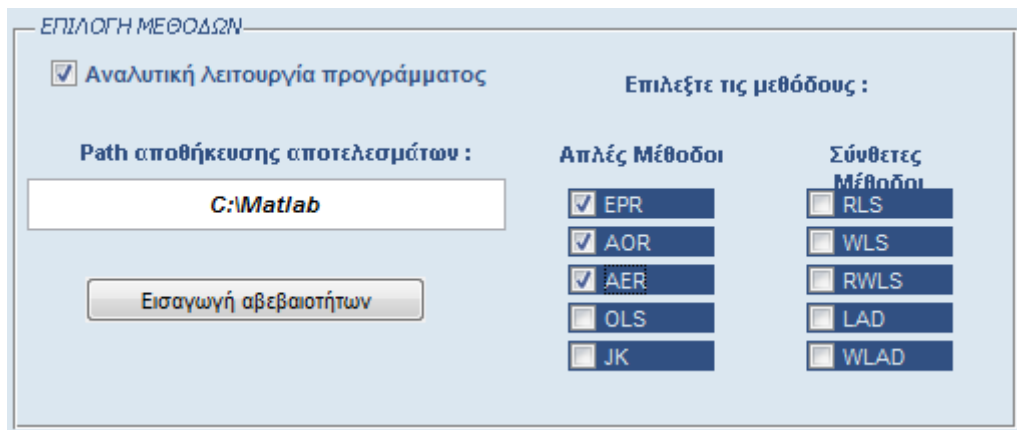 ΕΠΙΛΟΓΗ ΜΕΘΟΔΩΝ
Αναλυτική λειτουργία προγράμματος
Επιλεξτε τις μεθόδους :
Path αποθήκευσης αποτελεσμάτων :
C:\Matlab
Εισαγωγή αβεβαιοτήτων
Απλές Μέθοδοι
EPR
AOR
AER
OLS
JK
Σύνθετες
Μέθοδοι
RLS
WLS
RWLS
LAD
WLAD